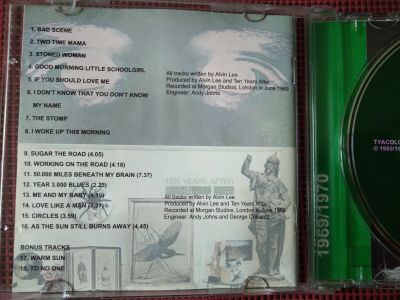 1. BAD SCENE
2. TWO TIME MAMA
3. STONED WOMAN
4. GOOD MORNING LITTLE SCHOOLGIRL
5. IF YOU SHOULD LOVE ME
6. I DON'T KNOW THAT YOU DON'T KNOW
MY NAME
7. THE STOMP
8. I WOKE UP THIS MORNING
All tracks written by Alvin Lee
Produced by Alvin Lee and Ten Years After
Recorded at Morgan Studios, London in June 1969
Engineer: Andy Johns
9. SUGAR THE ROAD (4.05)
10. WORKING ON THE ROAD (4.16)
11. 50.000 MILES BENEATH MY BRAIN (7.37)
12. YEAR 3,000 BLUES (2.23)
13. ME AND MY BABY
14. LOVE LIKE A MAN
15. CIRCLES (3.59)
16. AS THE SUN STILL BURNS AWAY (4.45)
TEN YEARS AFTER
All tracks written by Alvin Lee
Produced by Alvin Lee and Ten Years After
Recorded at Morgan Studios, London in
Engineer: Andy Johns and George
BONUS TRACKS
17. WARM SUN
18. TO NO ONE
1969/1970